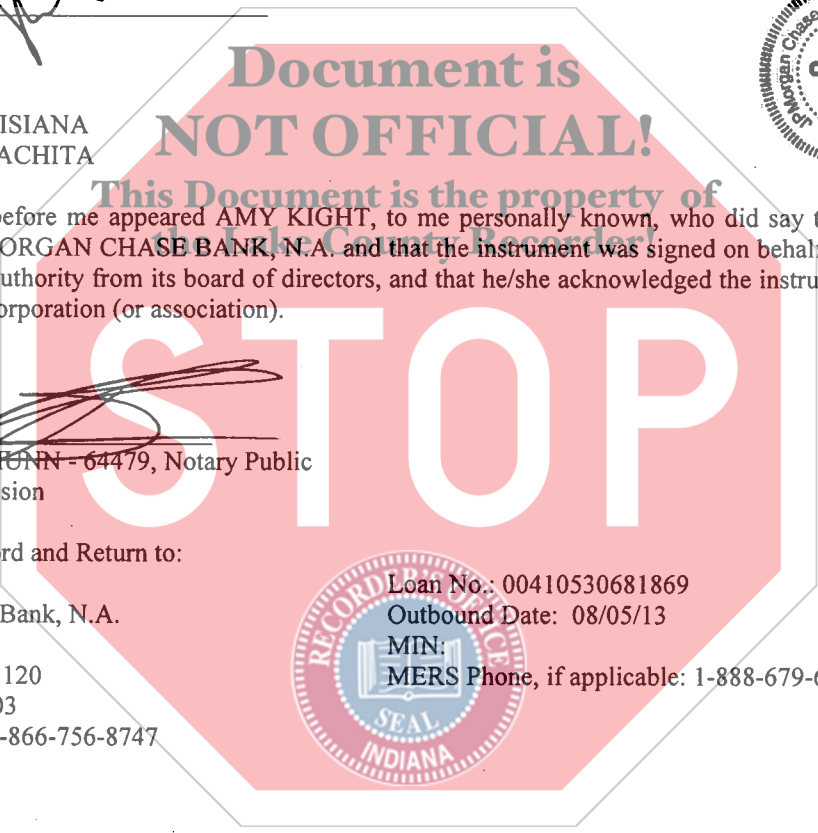 JPMorgan Chase
Document is
NOT OFFICIAL!
This Document is the property of
the Lake County Recorder!
ISIANA
ACHITA
before me appeared AMY KIGHT, to me personally known, who did say t
ORGAN CHASE BANK, N.A. and that the instrument was signed on behal
uthority from its board of directors, and that he/she acknowledged the instru
orporation (or association).
STOP
UNN - 64479, Notary Public
sion
rd and Return to:
Bank, N.A.
120
03
-866-756-8747
Loan No.: 00410530681869
Outbound Date: 08/05/13
MIN:
MERS Phone, if applicable: 1-888-679-6
RECORDER'S OFFICE
SEAL
INDIANA